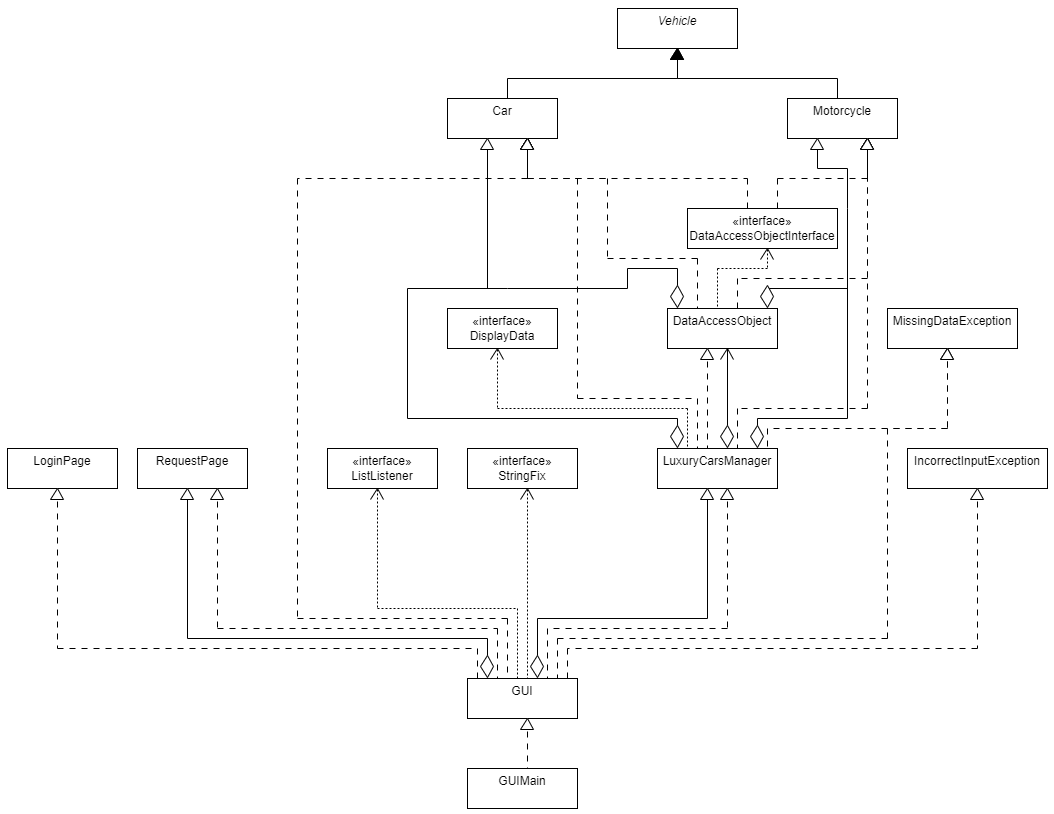 Vehicle
Car
Motorcycle
«interface»
DataAccessObjectInterface
«interface»
DisplayData
DataAccessObject
MissingDataException
LoginPage
RequestPage
«interface»
ListListener
«interface»
StringFix
LuxuryCarsManager
IncorrectInputException
GUI
GUIMain